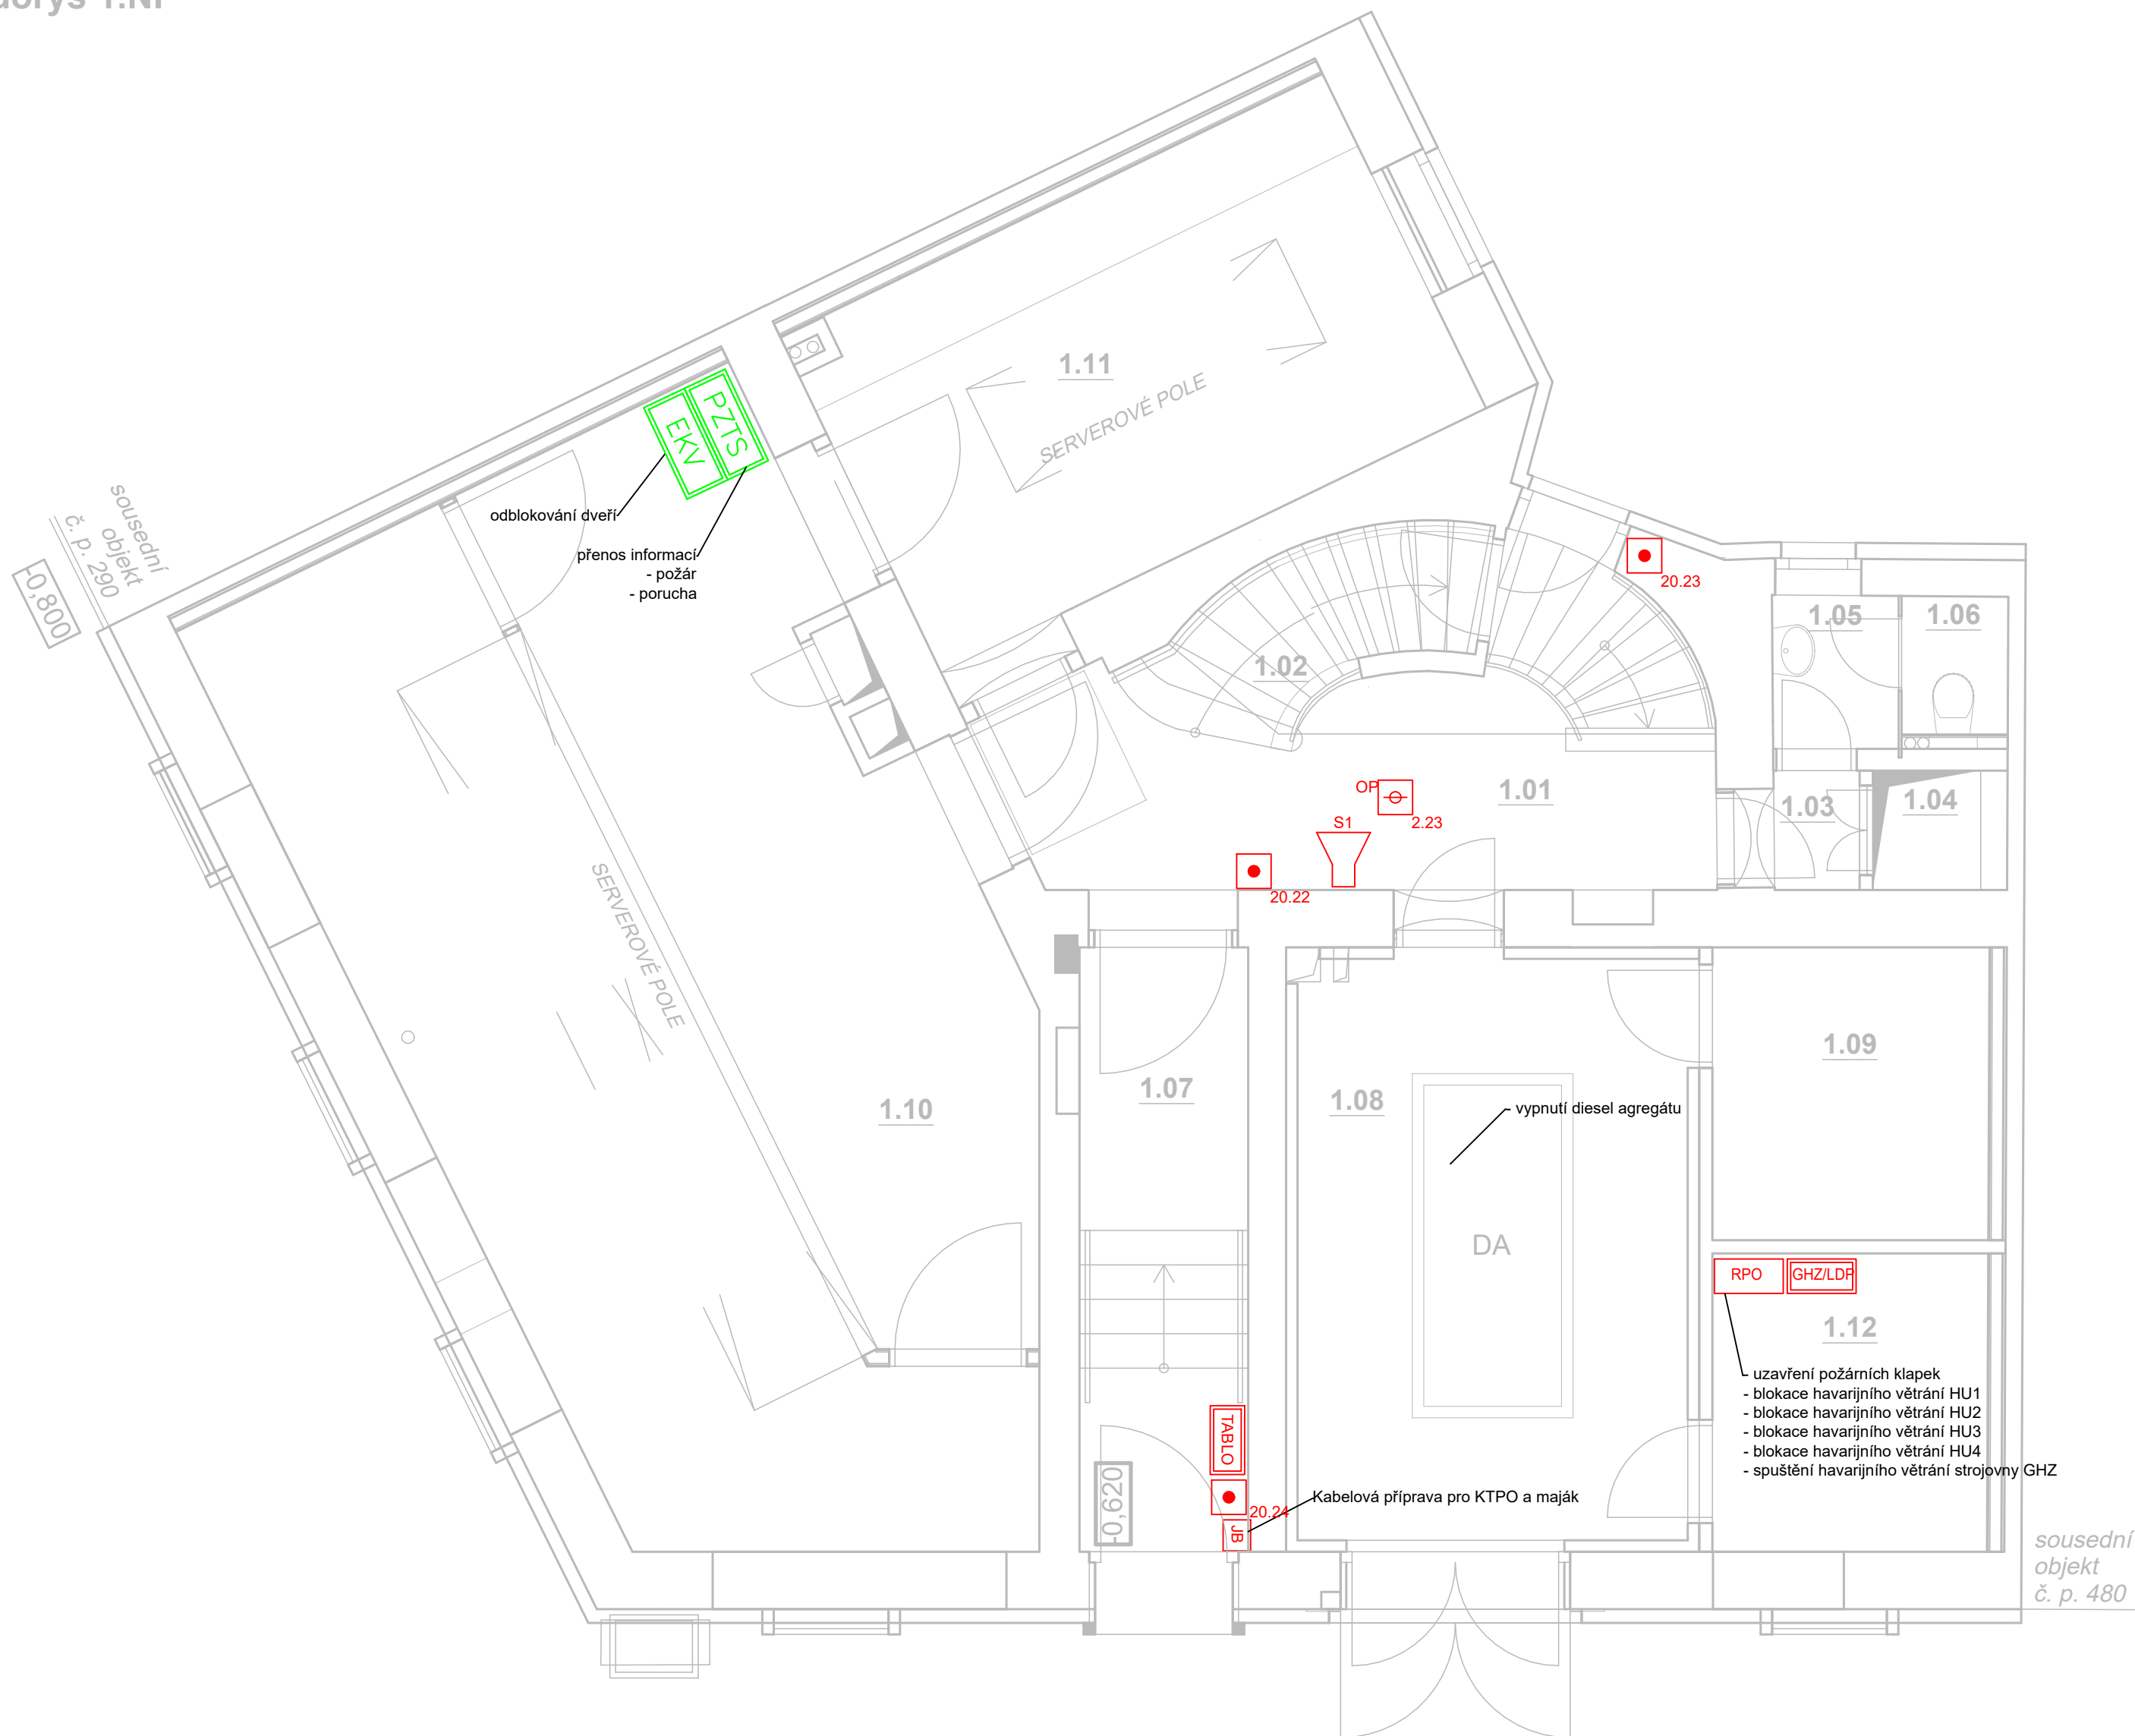 1.11
SERVEROVÉ POLE
PZTS
EKV
odblokování dveří
přenos informací
- požár
- porucha
sousední
objekt
č. p. 290
-0,800
20.23
1.05
1.06
1.02
1.01
OP
2.23
S1
1.03
1.04
20.22
SERVEROVÉ POLE
1.10
1.07
1.08
1.09
- vypnutí diesel agregátu
DA
RPO
GHZ/LDP
1.12
- uzavření požárních klapek
- blokace havarijního větrání HU1
- blokace havarijního větrání HU2
- blokace havarijního větrání HU3
- blokace havarijního větrání HU4
- spuštění havarijního větrání strojovny GHZ
TABLO
-0,620
20.24
JB
Kabelová příprava pro KTPO a maják
sousední
objekt
č. p. 480